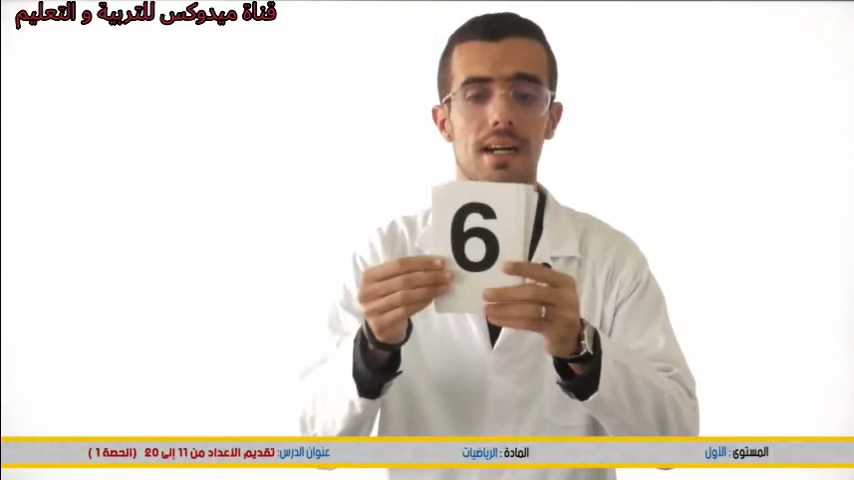 قناة ميدوكس للتربية و التعليم
6
المستوى : الأول
المادة : الرياضيات
عنوان الدرس: تقديم الأعداد من 11 إلى 20 (الحصة 1)